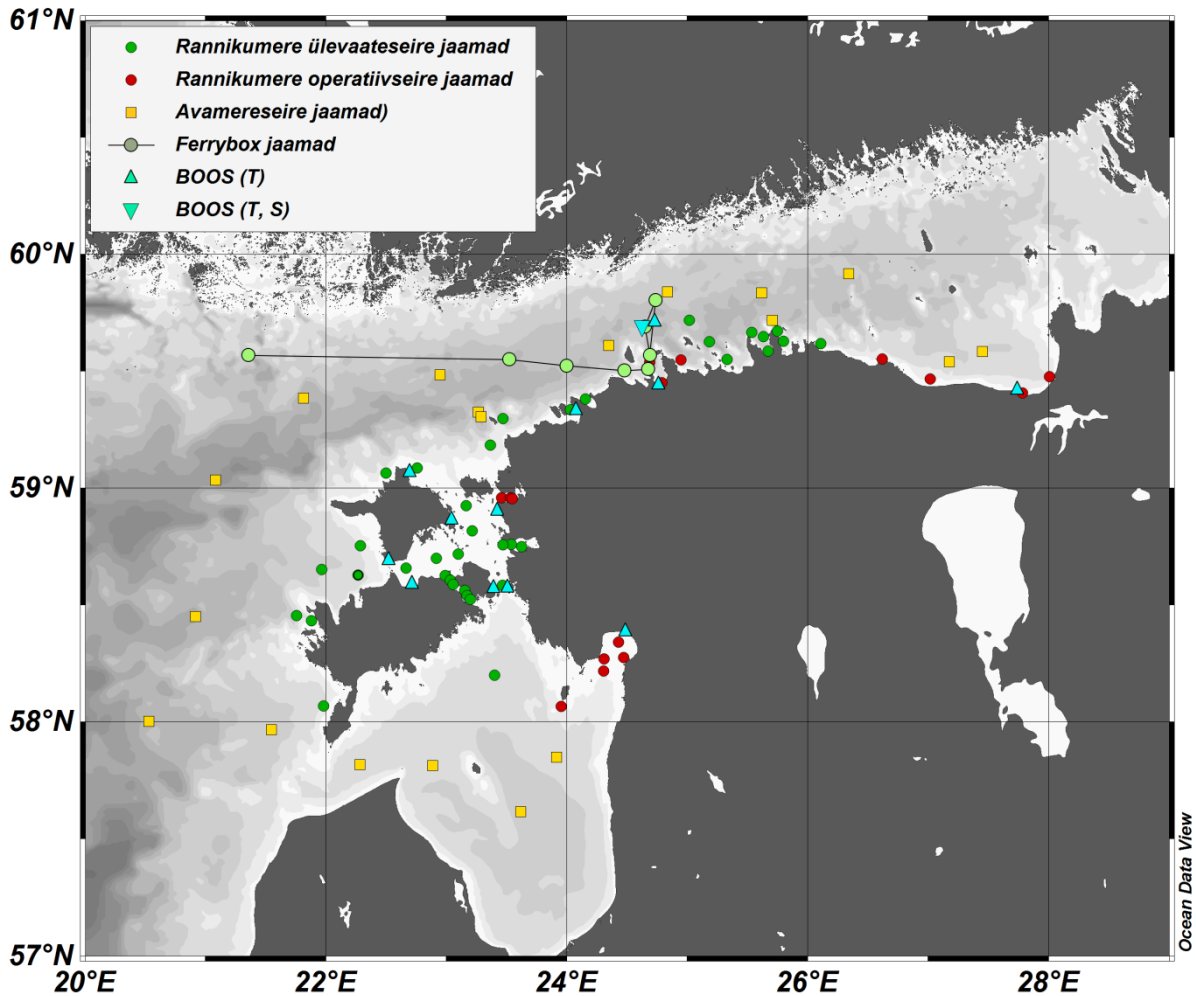 61°N
Rannikumere ülevaateseire jaamad
Rannikumere operatiivseire jaamad
Avamereseire jaamad)
Ferrybox jaamad
BOOS (T)
BOOS (T, S)
60°N
59°N
58°N
57°N
20°E
22°E
24°E
26°E
28°E
Ocean Data View